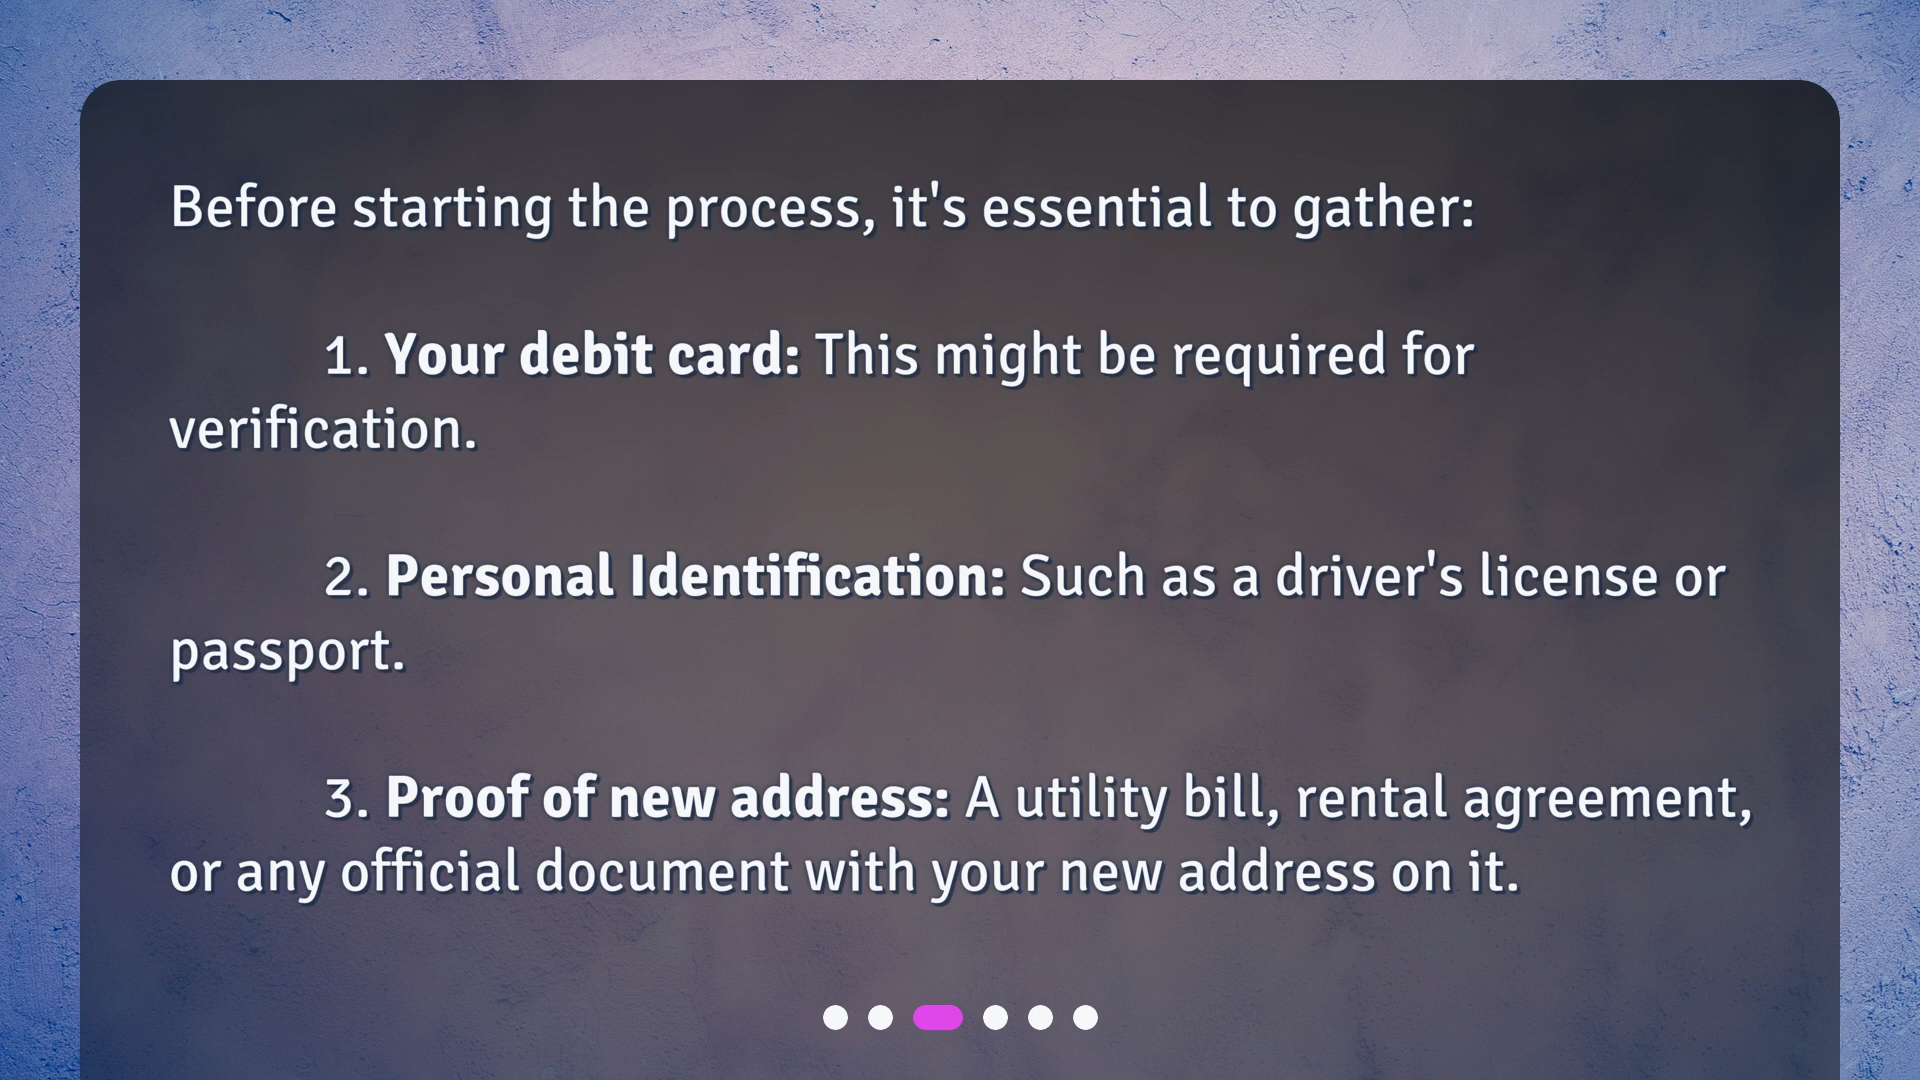 Before starting the process, it's essential to gather:
1. Your debit card: This might be required for
verification.
2. Personal Identification: Such as a driver's license or
passport.
3. Proof of new address: A utility bill, rental agreement,
or any official document with your new address on it.